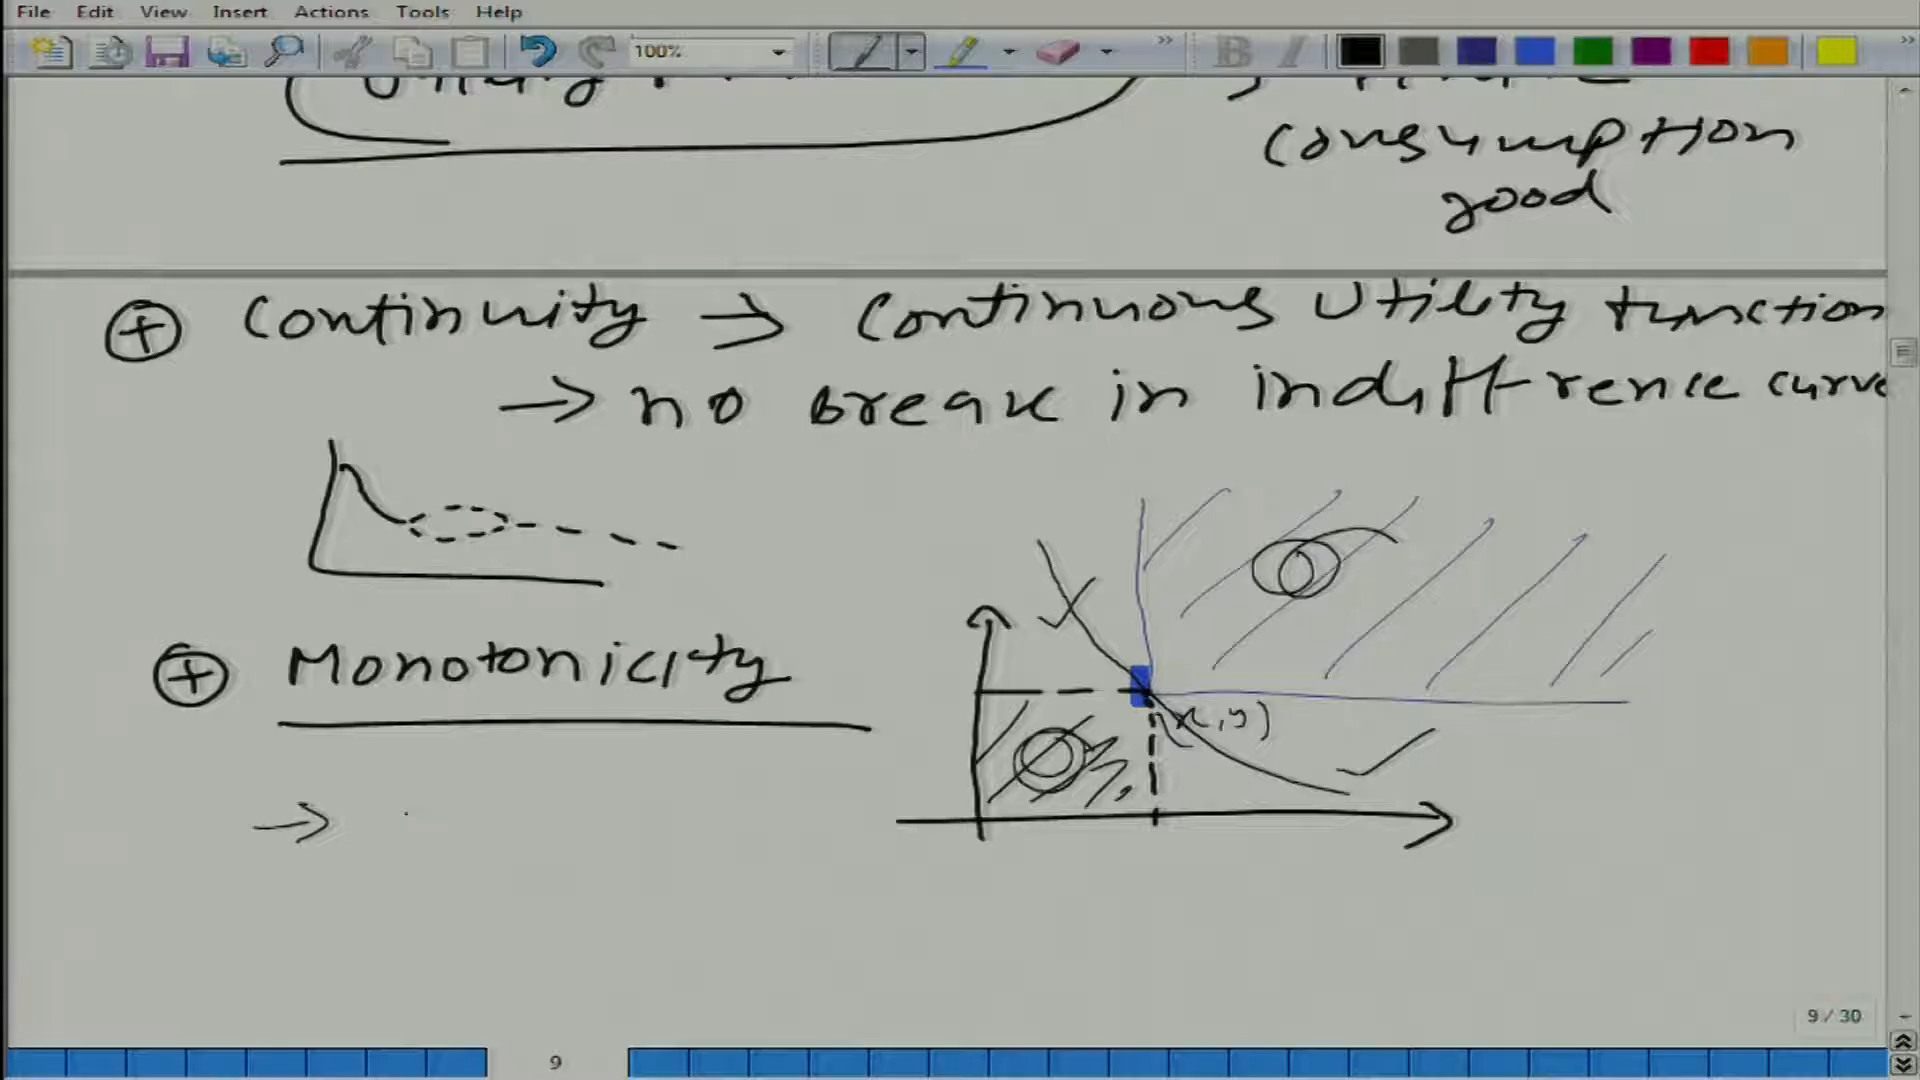 File Edit View Insert Actions Tools Help
100%
B I
Utility
consumption
good
+ Continuity → Continuous Utility function
→ no break in indifference curve
+ Monotonicity
(x,y)
→
9 / 30
9